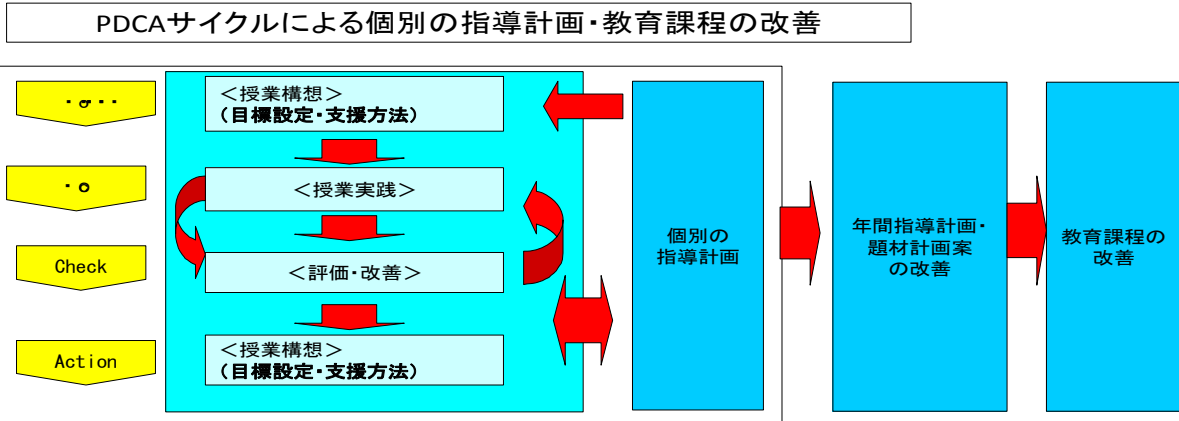 PDCAサイクルによる個別の指導計画・教育課程の改善
＜授業構想＞
（目標設定・支援方法）
＜授業実践＞
Check
＜評価・改善＞
Action
＜授業構想＞
（目標設定・支援方法）
個別の
指導計画
年間指導計画・
題材計画案
の改善
教育課程の
改善